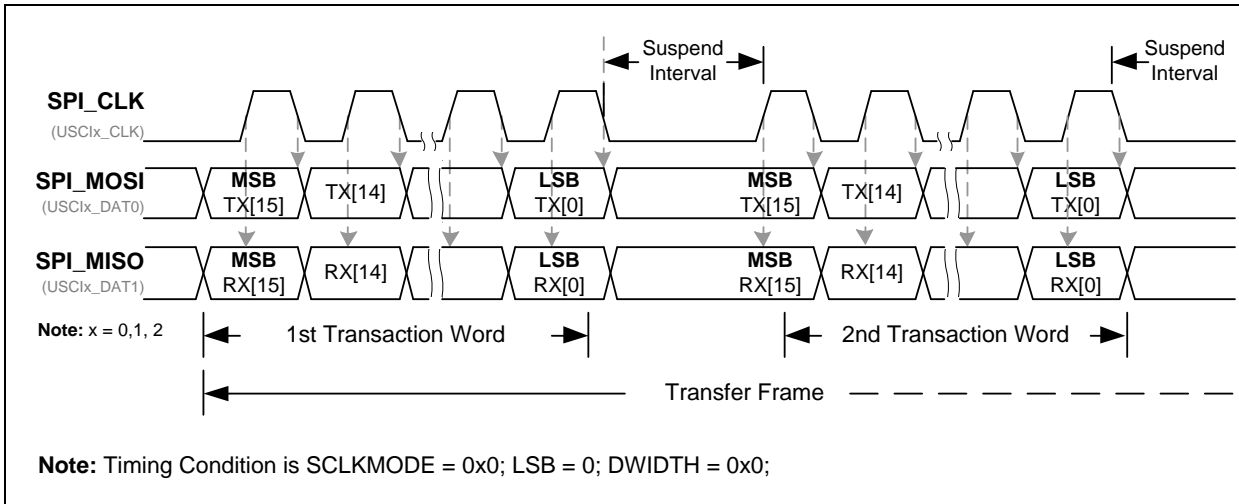 Suspend
Interval
Suspend
Interval
SPI_CLK
(USCIx_CLK)
SPI_MOSI
(USCIx_DAT0)
MSB
TX[15]
TX[14]
LSB
TX[0]
MSB
TX[15]
TX[14]
LSB
TX[0]
SPI_MISO
(USCIx_DAT1)
MSB
RX[15]
RX[14]
LSB
RX[0]
MSB
RX[15]
RX[14]
LSB
RX[0]
Note: x = 0,1, 2
1st Transaction Word
2nd Transaction Word
Transfer Frame
Note: Timing Condition is SCLKMODE = 0x0; LSB = 0; DWIDTH = 0x0;